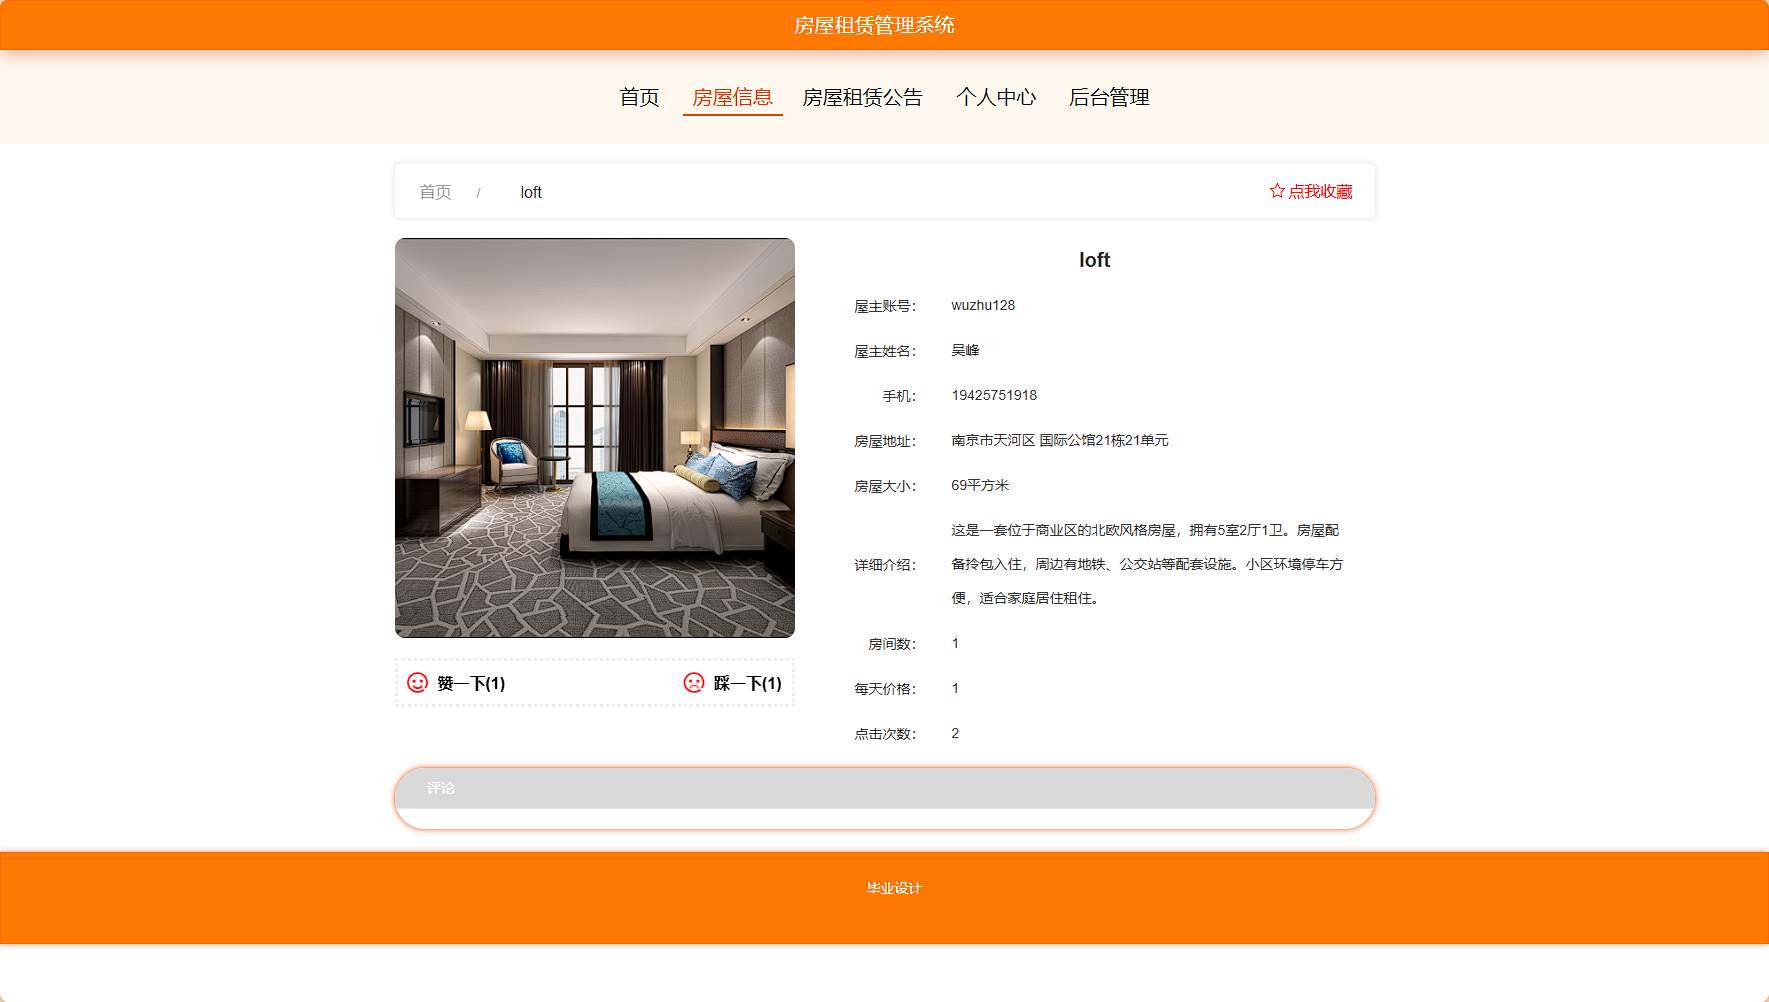 房屋租赁管理系统
首页 房屋信息 房屋租赁公告 个人中心 后台管理
首页 / loft 点我收藏
loft
屋主账号： wuzhu128
屋主姓名： 吴峰
手机： 19425751918
房屋地址： 南京市天河区 国际公馆21栋21单元
房屋大小： 69平方米
这是一套位于商业区的北欧风格房屋，拥有5室2厅1卫。房屋配
详细介绍： 备拎包入住，周边有地铁、公交站等配套设施。小区环境停车方
便，适合家庭居住租住。
房间数： 1
赞一下(1) 踩一下(1)
每天价格： 1
点击次数： 2
评论
毕业设计